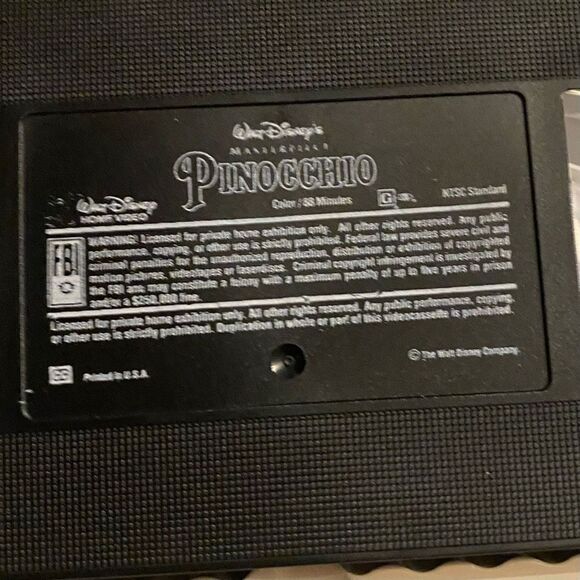 Walt Disney's
MASTERPIECE
PINOCCHIO
Color / 88 Minutes
G
NTSC Standard
Walt Disney
HOME VIDEO
FBI
WARNING: Licensed for private home exhibition only. All other rights reserved. Any public
performance, copying, or other use is strictly prohibited. Federal law provides severe civil and
criminal penalties for the unauthorized reproduction, distribution or exhibition of copyrighted
motion pictures, videotapes or laserdiscs. Criminal copyright infringement is investigated by
the FBI and may constitute a felony with a maximum penalty of up to five years in prison
and/or a $250,000 fine.
Licensed for private home exhibition only. All other rights reserved. Any public performance, copying,
or other use is strictly prohibited. Duplication in whole or part of this videocassette is prohibited.
Printed in U.S.A.
© The Walt Disney Company.